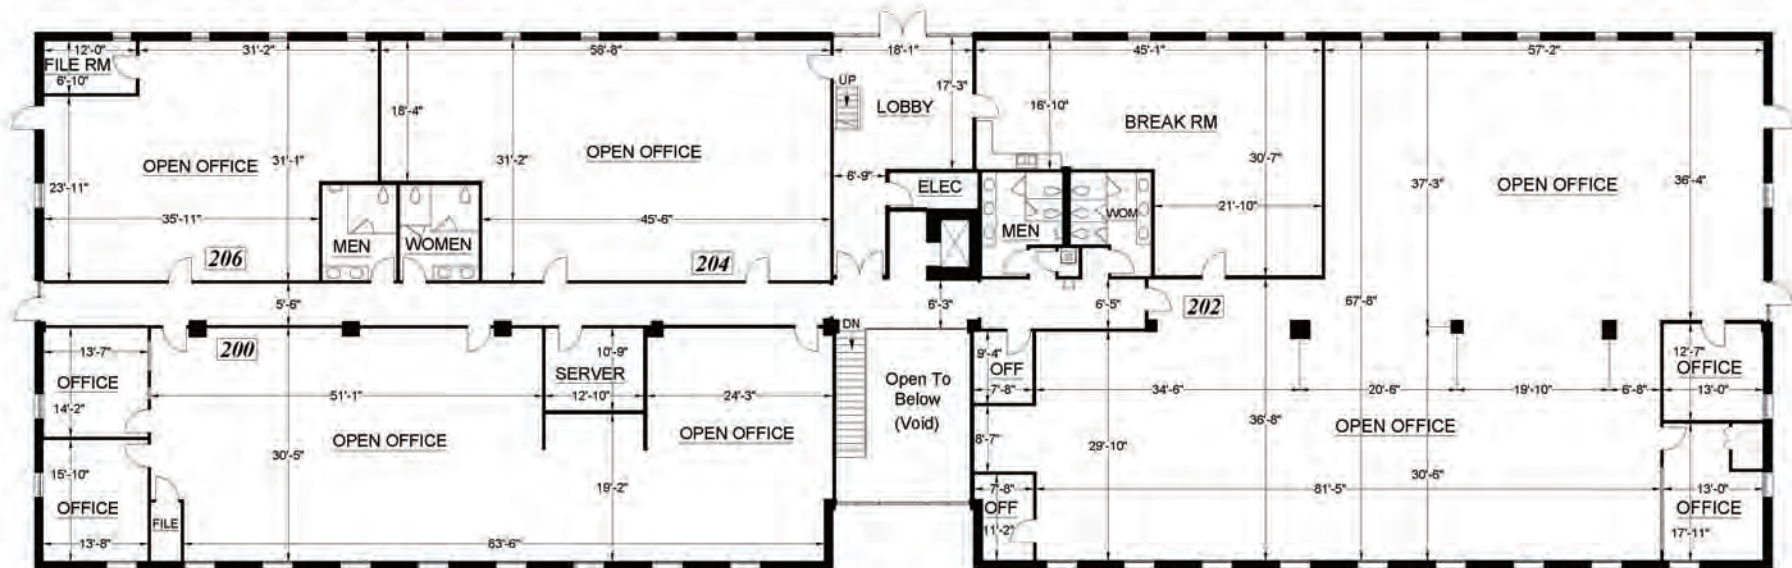 12'-0" 31'-2" 58'-8" 18'-1" 45'-1" 57'-2"
FILE RM
6'-10"
UP
17'-3"
18'-4"
LOBBY
16'-10"
BREAK RM
OPEN OFFICE 31'-1" 31'-2" OPEN OFFICE
30'-7"
23'-11"
6'-9" ELEC
37'-3" OPEN OFFICE 36'-4"
35'-11" 45'-6" 21'-10"
MEN WOMEN
MEN WOM
206 204
5'-6" 6'-3" 6'-5" 202 67'-8"
DN
200
13'-7" 10'-9" 9'-4" 12'-7"
OFFICE SERVER OFF OFFICE
51'-1" 12'-10" 24'-3" 7'-8" 34'-6" 20'-6" 19'-10" 6'-8" 13'-0"
14'-2"
Open To
Below
(Void)
OPEN OFFICE OPEN OFFICE 8'-7" 29'-10" 36'-8" OPEN OFFICE
30'-5"
15'-10" 19'-2" 30'-6"
7'-8" 81'-5" 13'-0"
OFFICE FILE OFF OFFICE
11'-2" 17'-11"
13'-8" 63'-6"